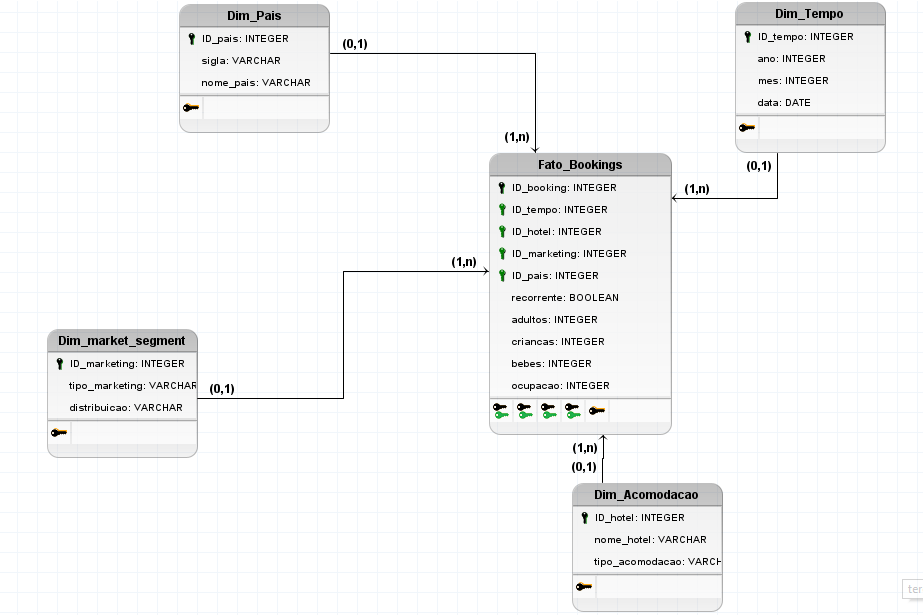 Dim_Pais
ID_pais: INTEGER
sigla: VARCHAR
nome_pais: VARCHAR
(0,1)
(1,n)
Dim_Tempo
ID_tempo: INTEGER
ano: INTEGER
mes: INTEGER
data: DATE
(0,1)
(1,n)
Fato_Bookings
ID_booking: INTEGER
ID_tempo: INTEGER
ID_hotel: INTEGER
ID_marketing: INTEGER
ID_pais: INTEGER
recorrente: BOOLEAN
adultos: INTEGER
criancas: INTEGER
bebes: INTEGER
ocupacao: INTEGER
(1,n)
Dim_market_segment
ID_marketing: INTEGER
tipo_marketing: VARCHAR
distribuicao: VARCHAR
(0,1)
(1,n)
(0,1)
Dim_Acomodacao
ID_hotel: INTEGER
nome_hotel: VARCHAR
tipo_acomodacao: VARCH
ter